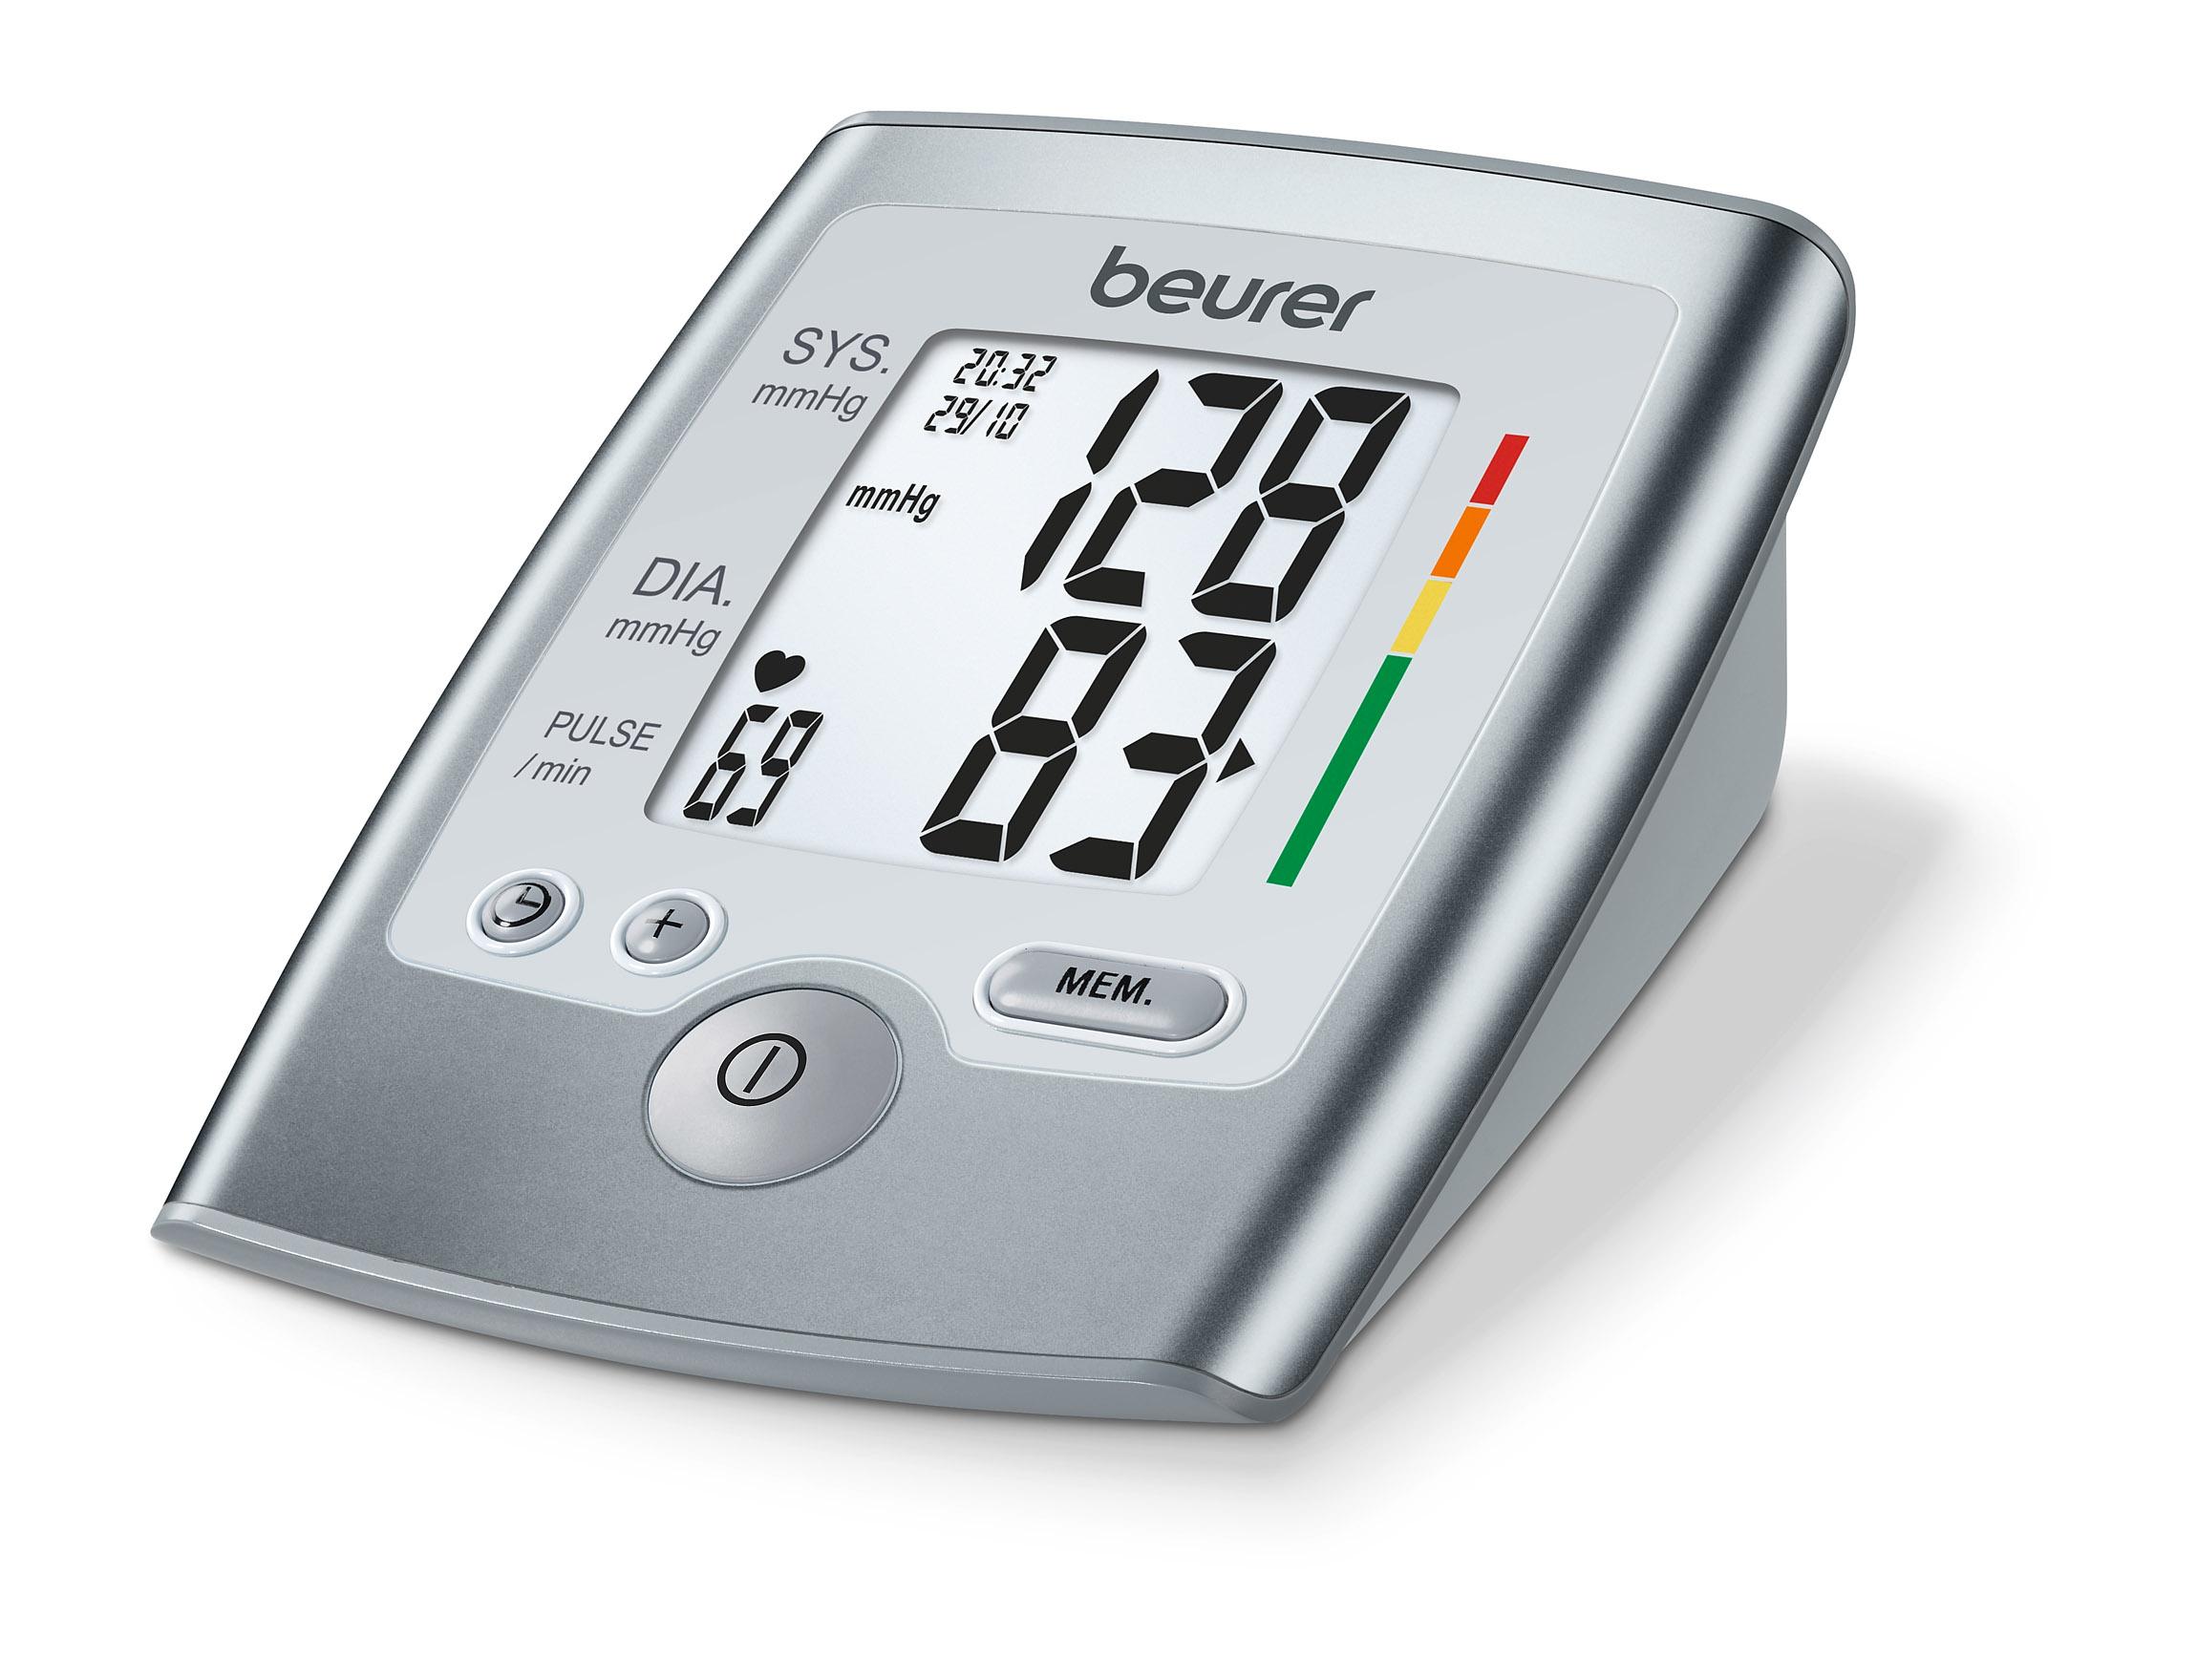 beurer
SYS.
mmHg
20:32
29/10
128
mmHg
DIA.
mmHg
83
PULSE
/min
69
+
MEM.